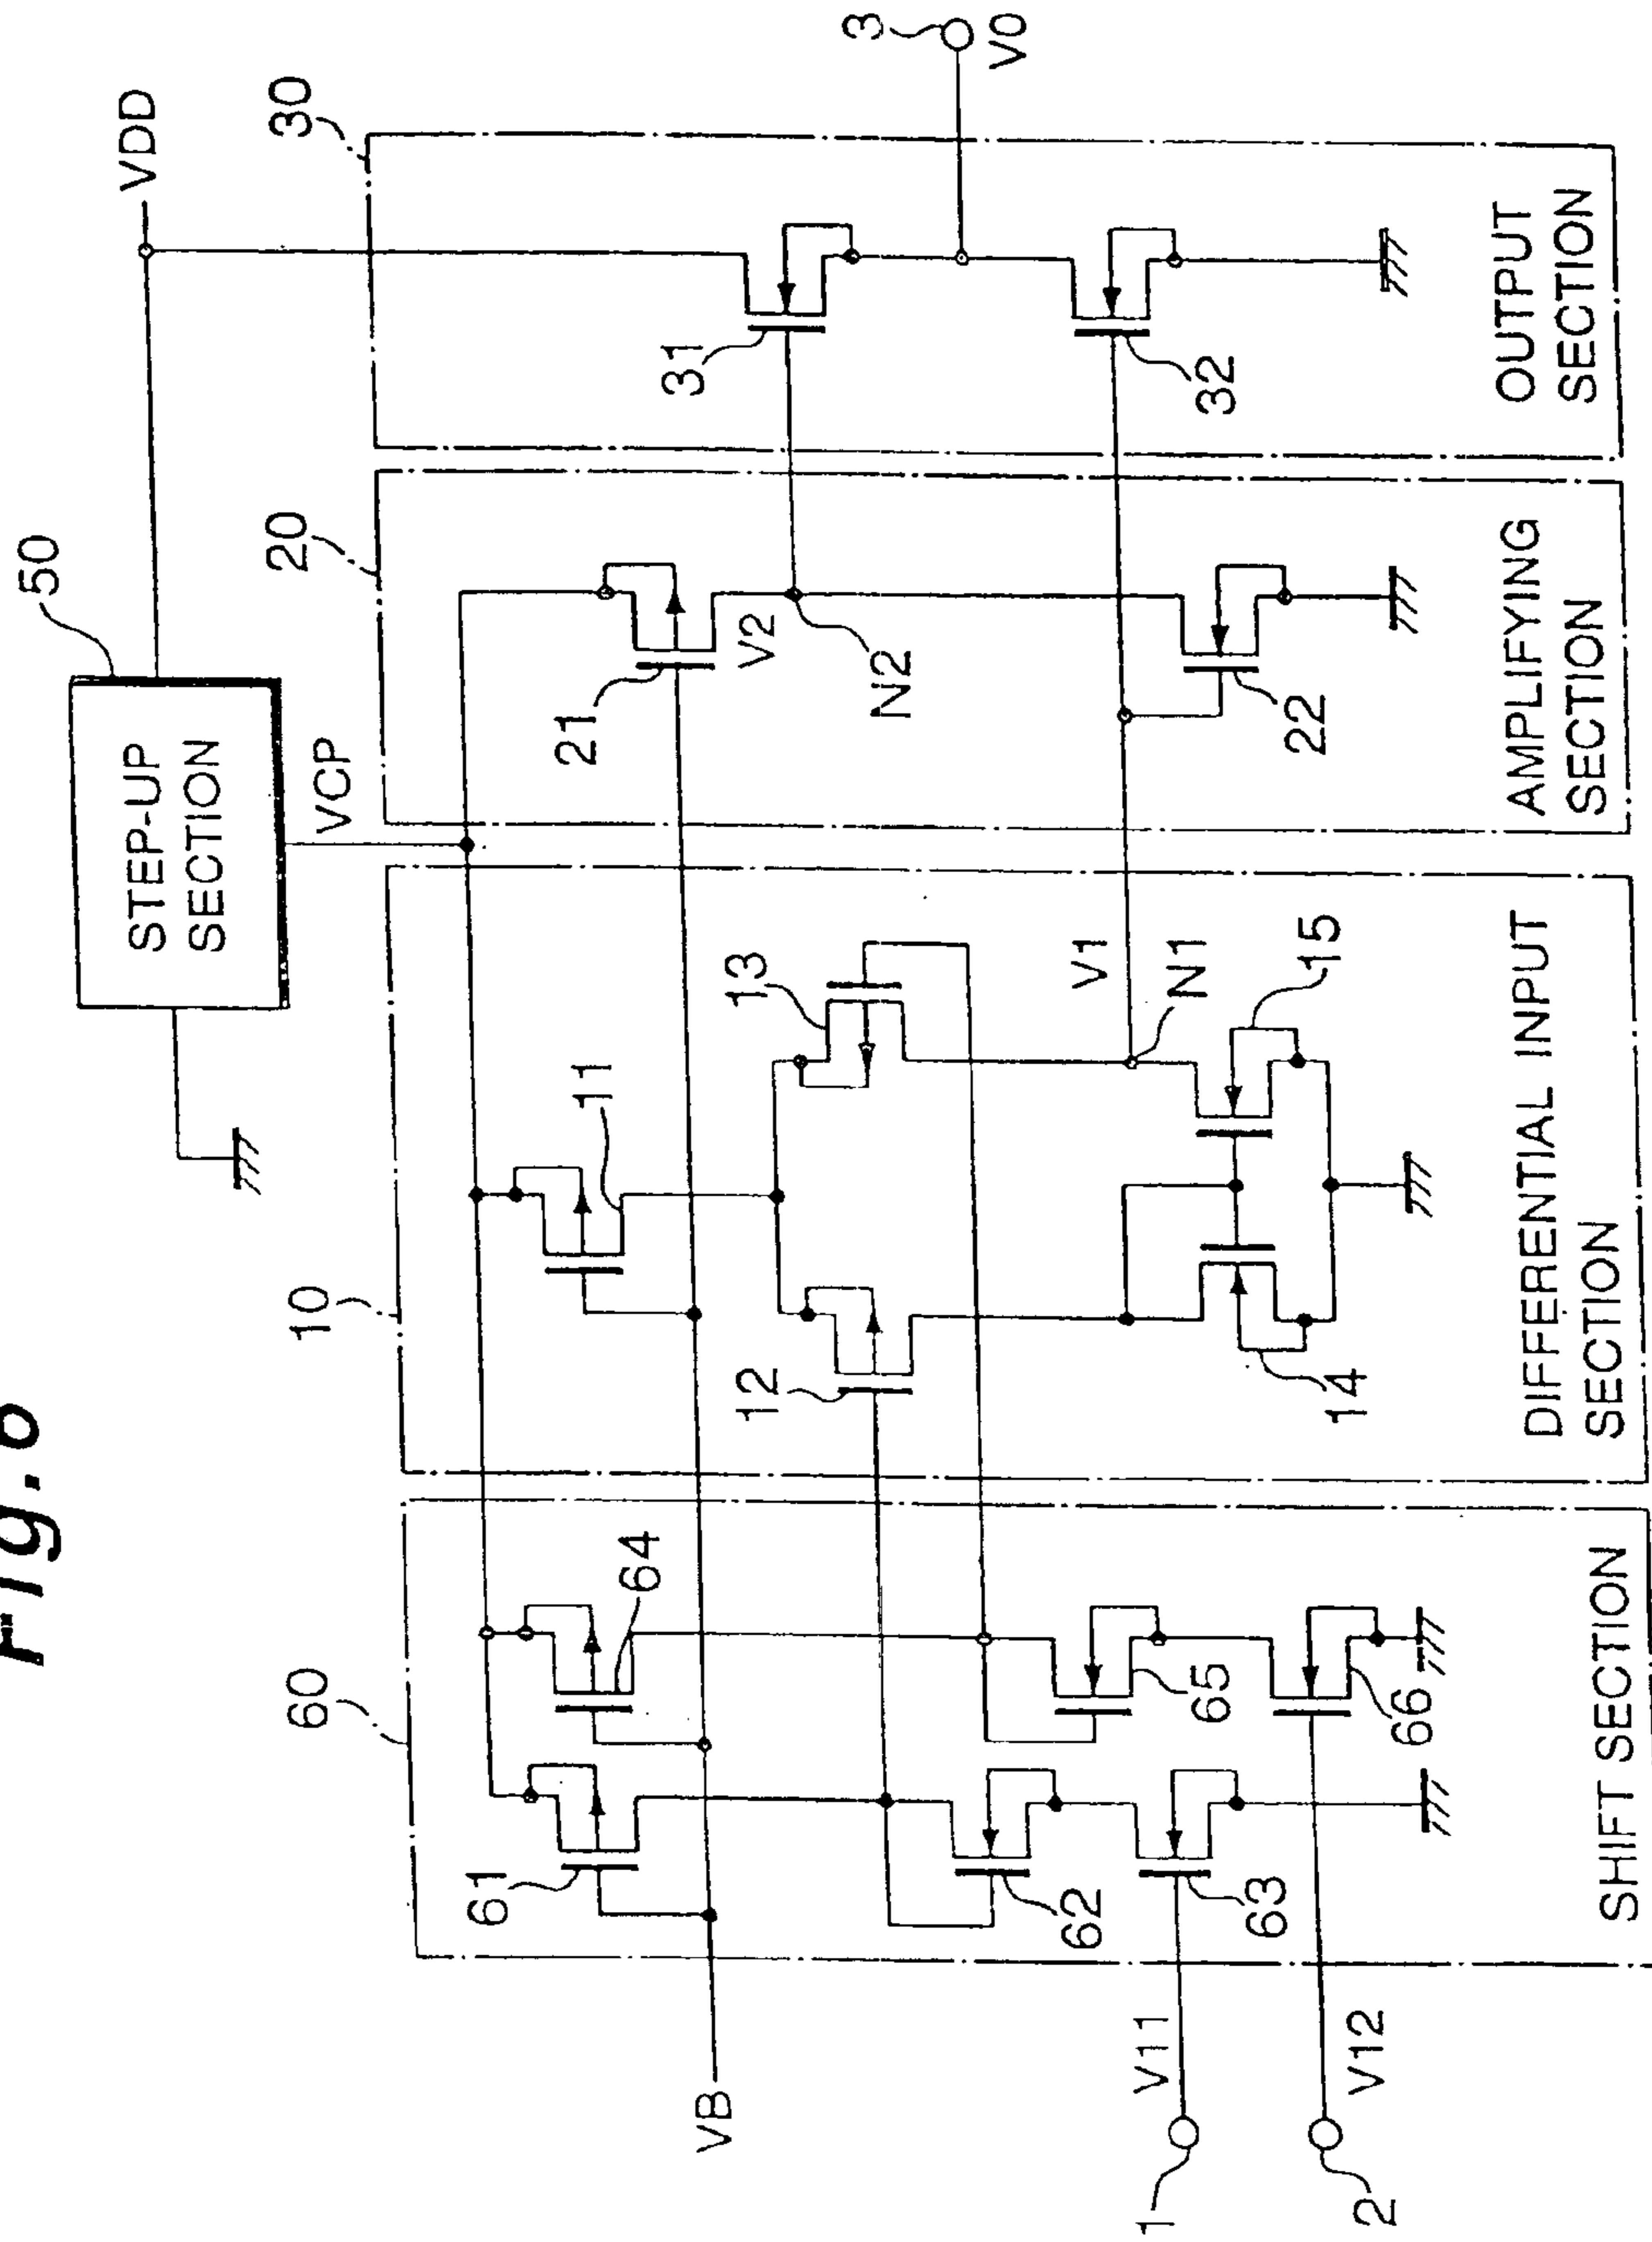 50
VDD
STEP-UP
SECTION
VCP
60
10
20
30
61
64
11
21
31
3
VB
12
13
V2
N2
V0
62
65
V1
N1
32
V11
1
63
22
15
14
V12
2
66
SHIFT SECTION
DIFFERENTIAL INPUT
SECTION
AMPLIFYING
SECTION
OUTPUT
SECTION